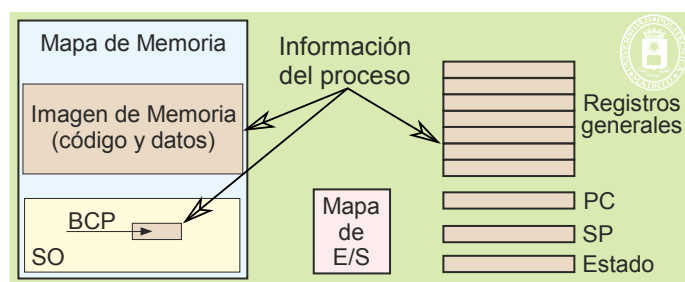 Mapa de Memoria
Imagen de Memoria
(código y datos)
BCP
SO
Información
del proceso
Mapa
de
E/S
Registros
generales
PC
SP
Estado